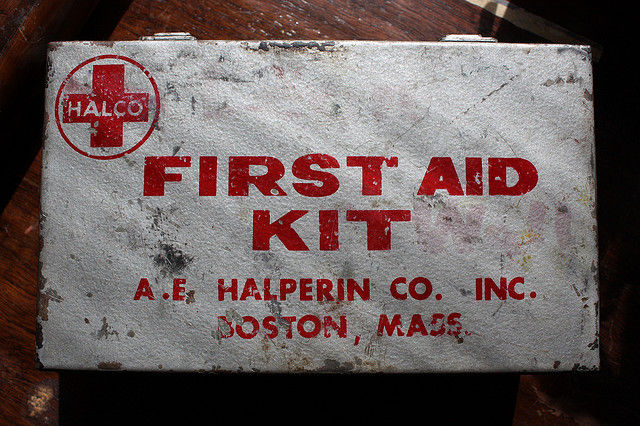 HALCO
FIRST AID
KIT
A.E. HALPERIN CO. INC.
BOSTON, MASS.